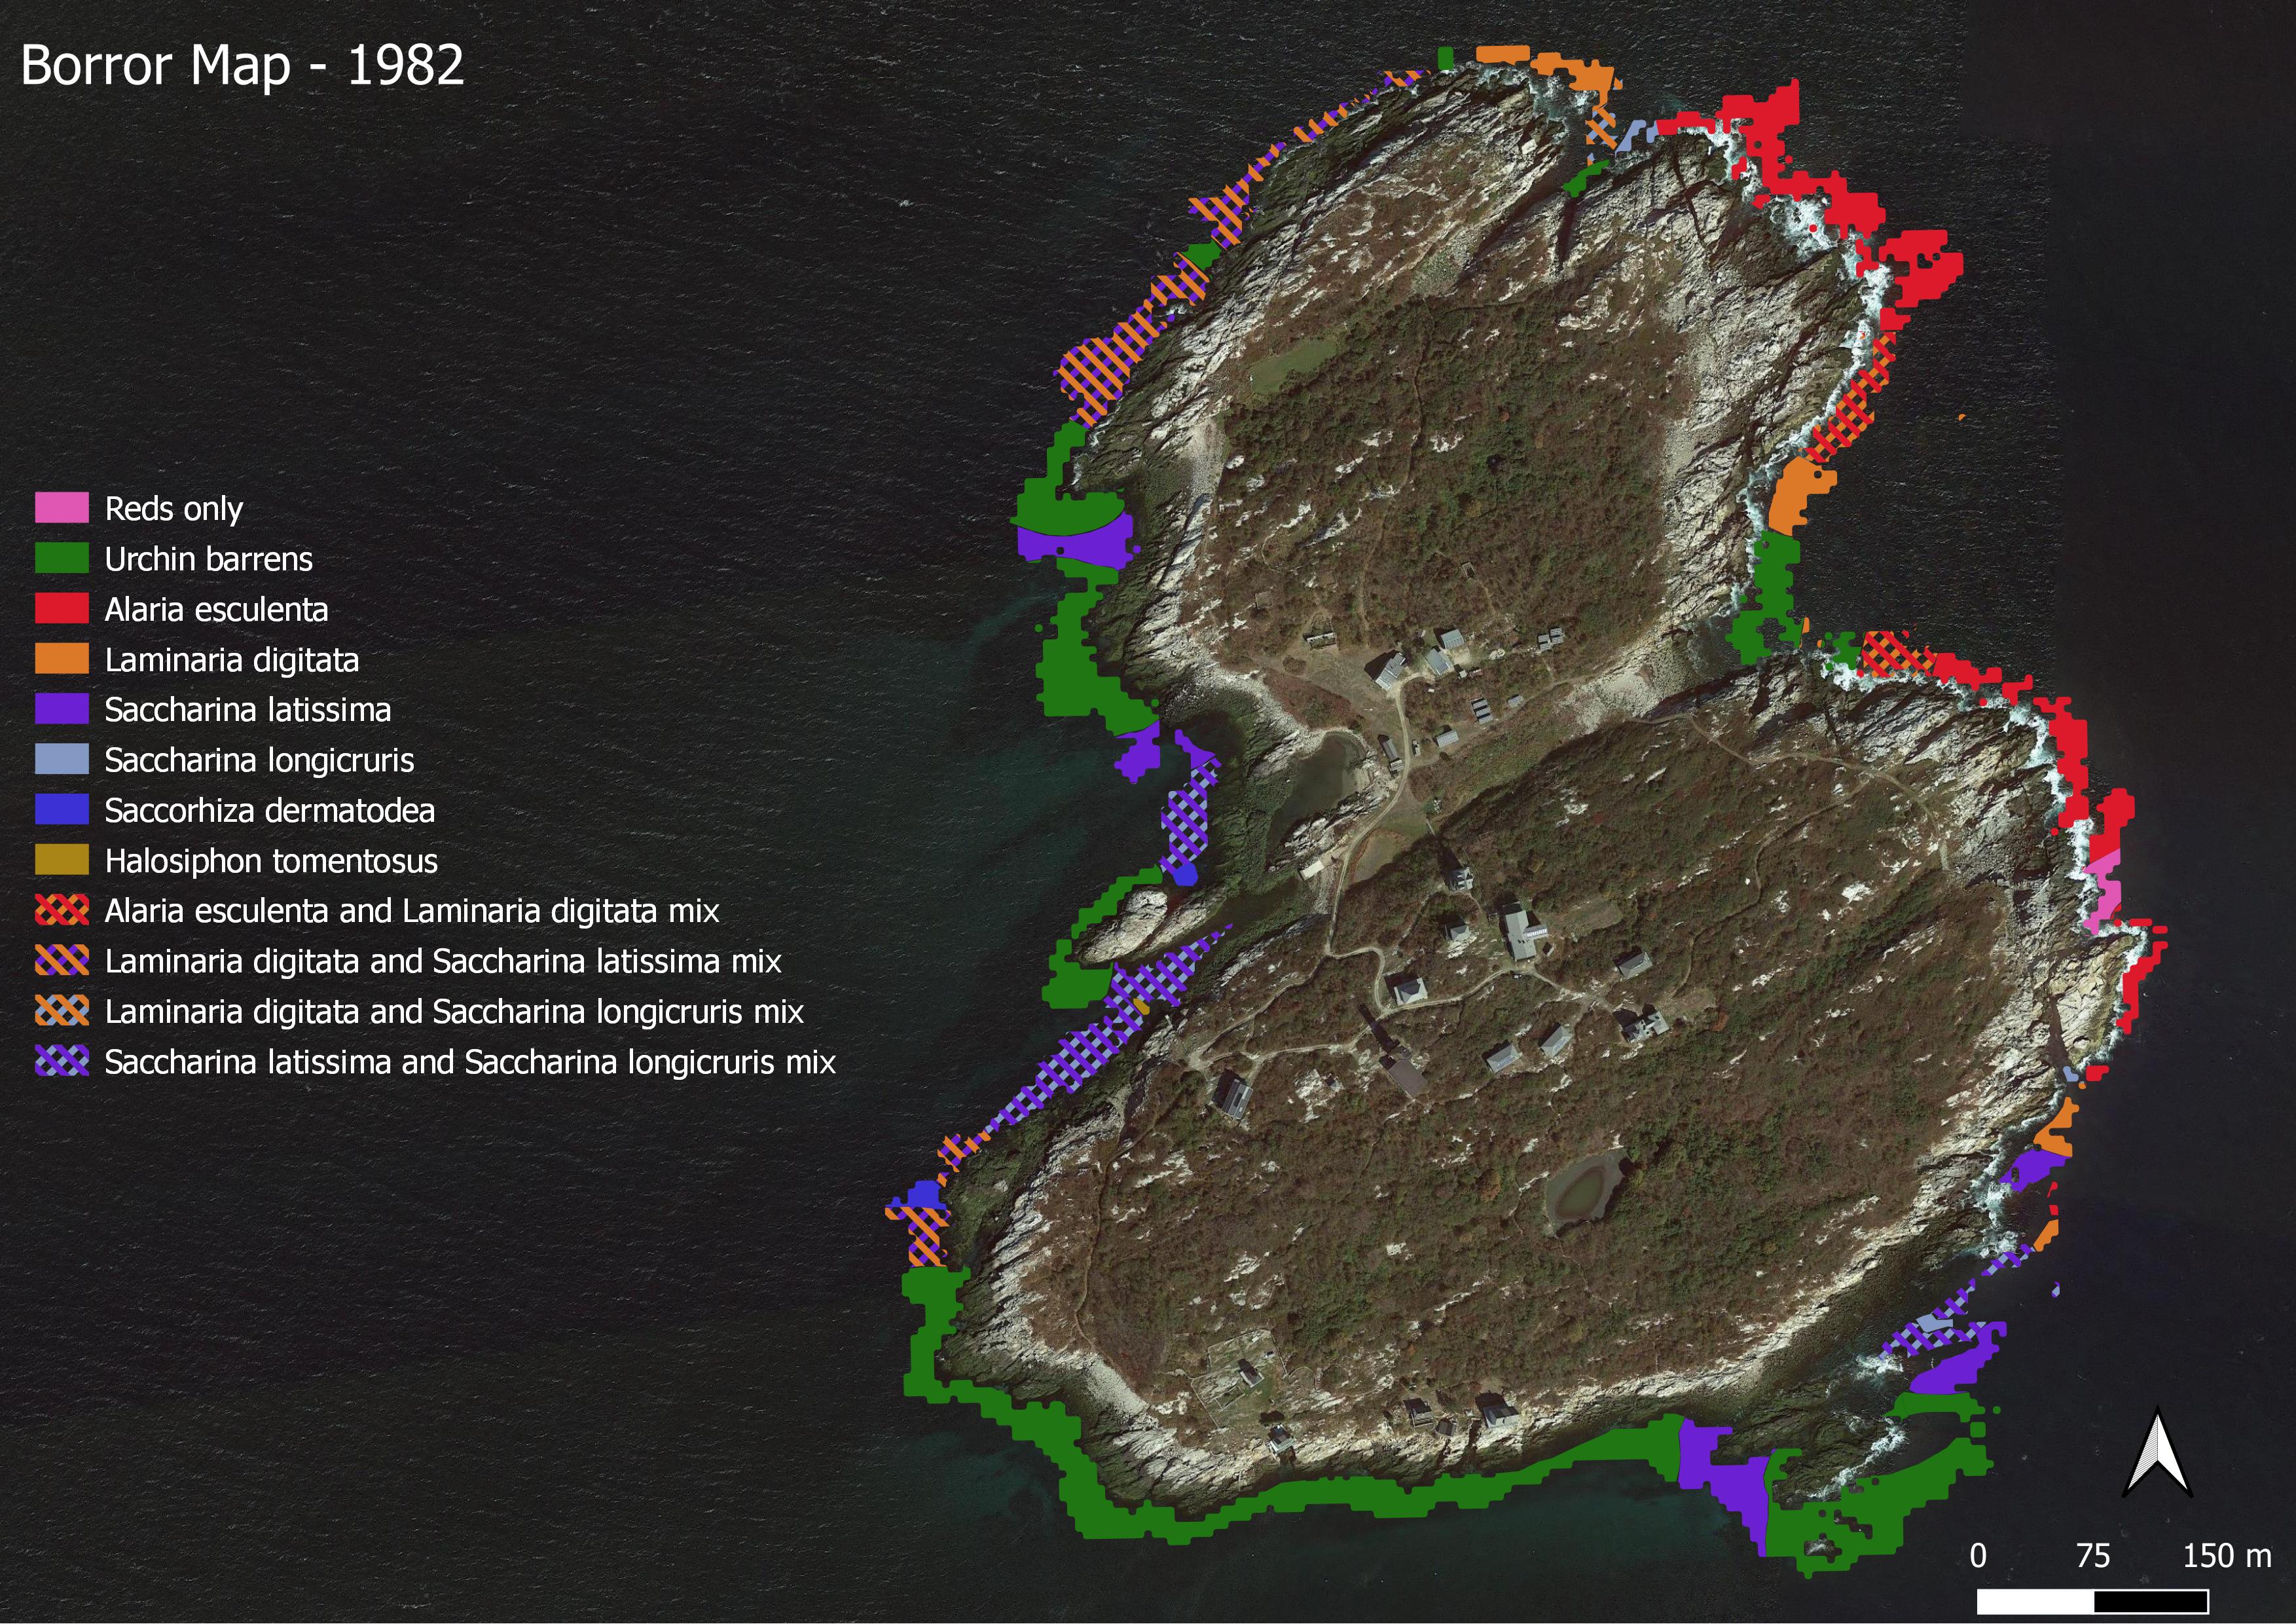 Borror Map - 1982
Reds only
Urchin barrens
Alaria esculenta
Laminaria digitata
Saccharina latissima
Saccharina longicruris
Saccorhiza dermatodea
Halosiphon tomentosus
Alaria esculenta and Laminaria digitata mix
Laminaria digitata and Saccharina latissima mix
Laminaria digitata and Saccharina longicruris mix
Saccharina latissima and Saccharina longicruris mix
0 75 150 m